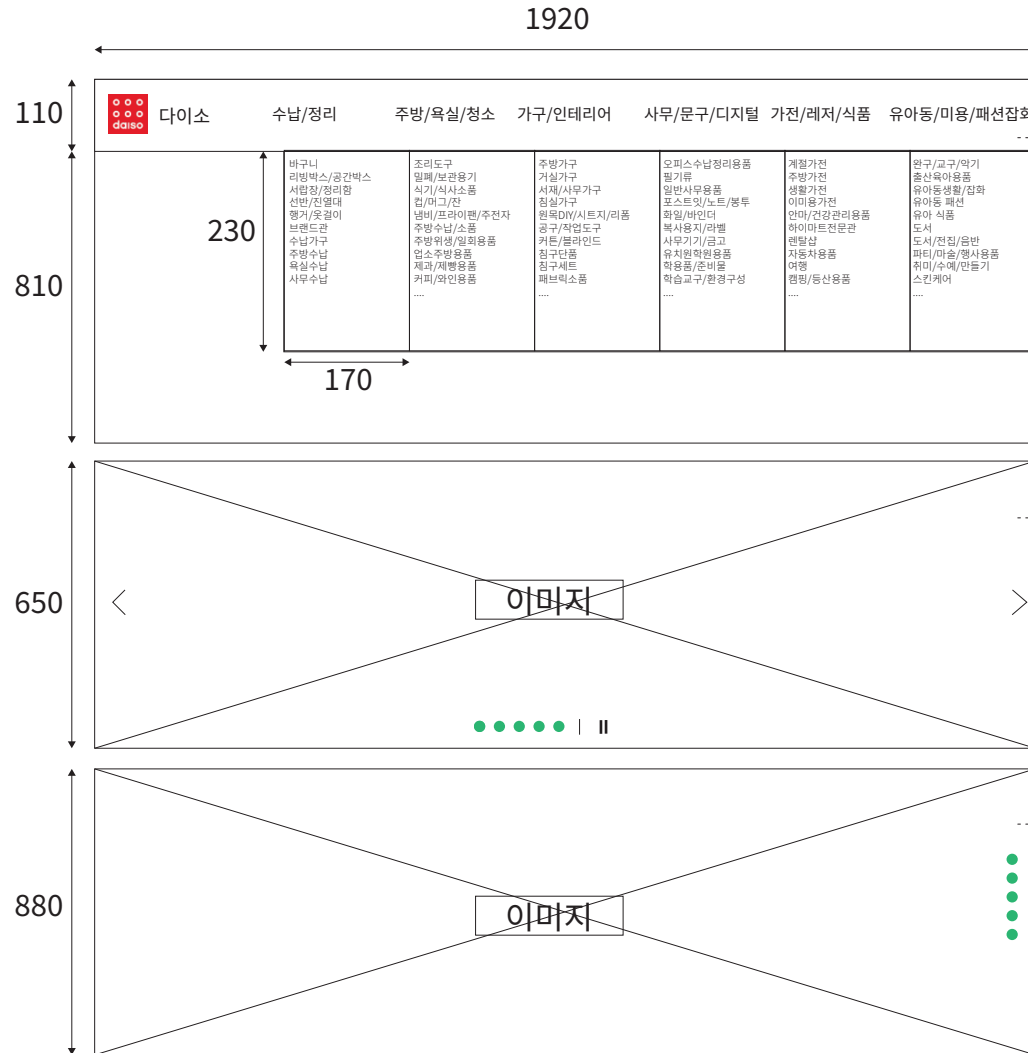 1920
110
daiso
다이소
수납/정리
주방/욕실/청소
가구/인테리어
사무/문구/디지털
가전/레저/식품
유아동/미용/패션잡화
810
230
170
바구니
리빙박스/공간박스
서랍장/정리함
선반/진열대
행거/옷걸이
브랜드관
수납가구
주방수납
욕실수납
사무수납
조리도구
밀폐/보관용기
식기/식사소품
컵/머그/잔
냄비/프라이팬/주전자
주방수납/소품
주방위생/일회용품
업소주방용품
제과/제빵용품
커피/와인용품
....
주방가구
거실가구
서재/사무가구
침실가구
원목DIY/시트지/리폼
공구/작업도구
커튼/블라인드
침구단품
침구세트
패브릭소품
....
오피스수납정리용품
필기류
일반사무용품
포스트잇/노트/봉투
화일/바인더
복사용지/라벨
사무기기/금고
유치원학원용품
학용품/준비물
학습교구/환경구성
....
계절가전
주방가전
생활가전
이미용가전
안마/건강관리용품
하이마트전문관
렌탈샵
자동차용품
여행
캠핑/등산용품
....
완구/교구/악기
출산육아용품
유아동생활/잡화
유아동 패션
유아 식품
도서
도서/전집/음반
파티/마술/행사용품
취미/수예/만들기
스킨케어
....
650
이미지
880
이미지